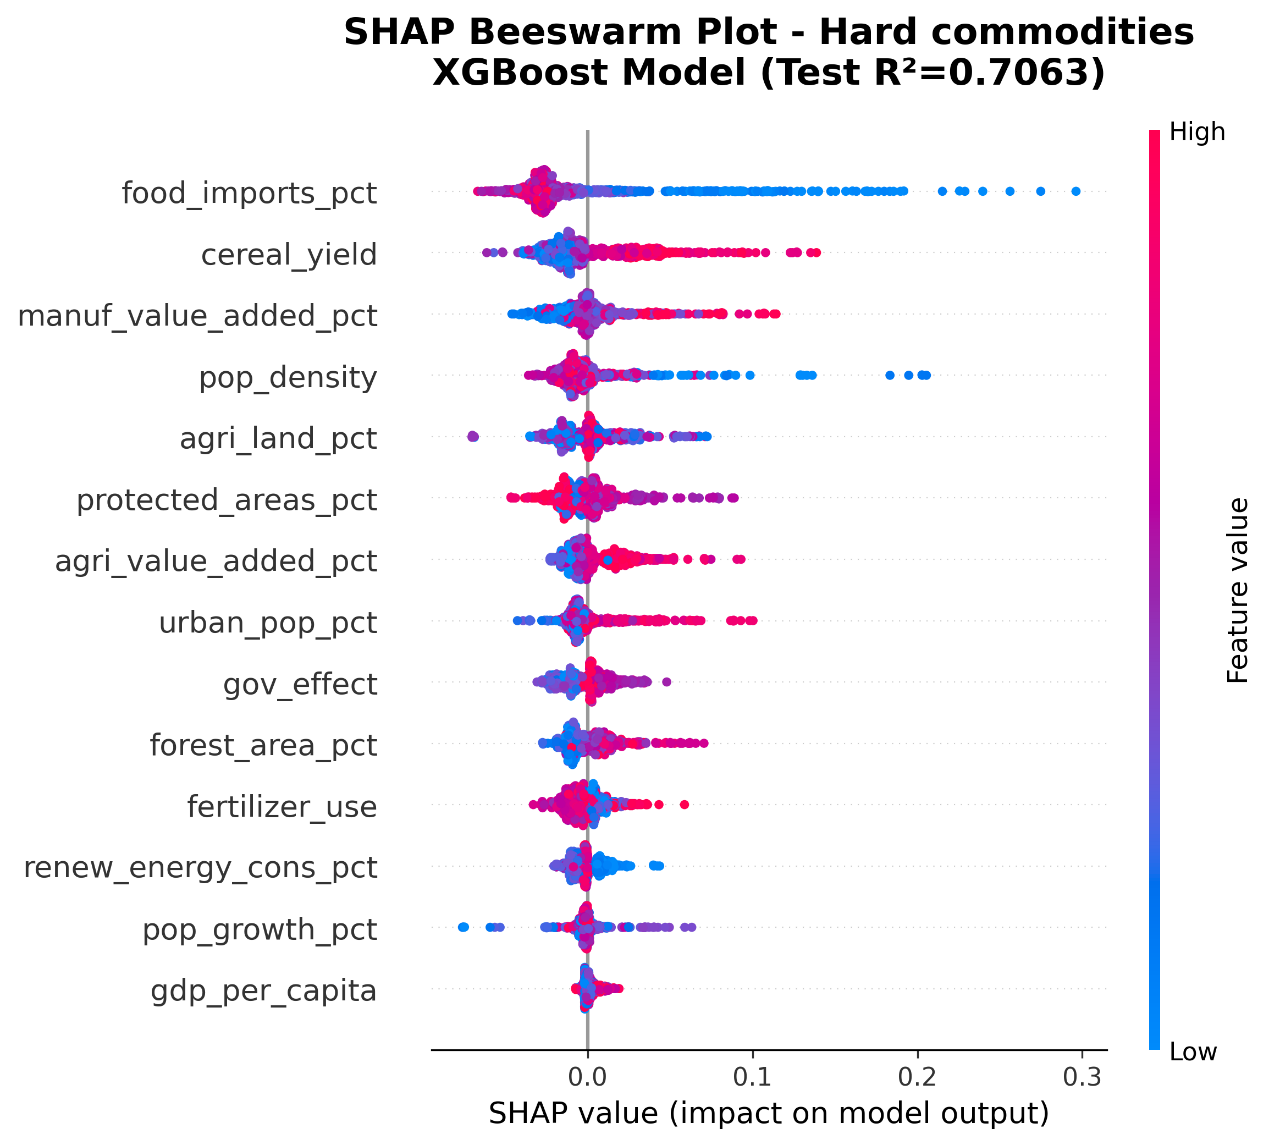 SHAP Beeswarm Plot - Hard commodities
XGBoost Model (Test R²=0.7063)
High
food_imports_pct
cereal_yield
manuf_value_added_pct
pop_density
agri_land_pct
protected_areas_pct
agri_value_added_pct
urban_pop_pct
gov_effect
forest_area_pct
fertilizer_use
renew_energy_cons_pct
pop_growth_pct
gdp_per_capita
Feature value
Low
0.0 0.1 0.2 0.3
SHAP value (impact on model output)